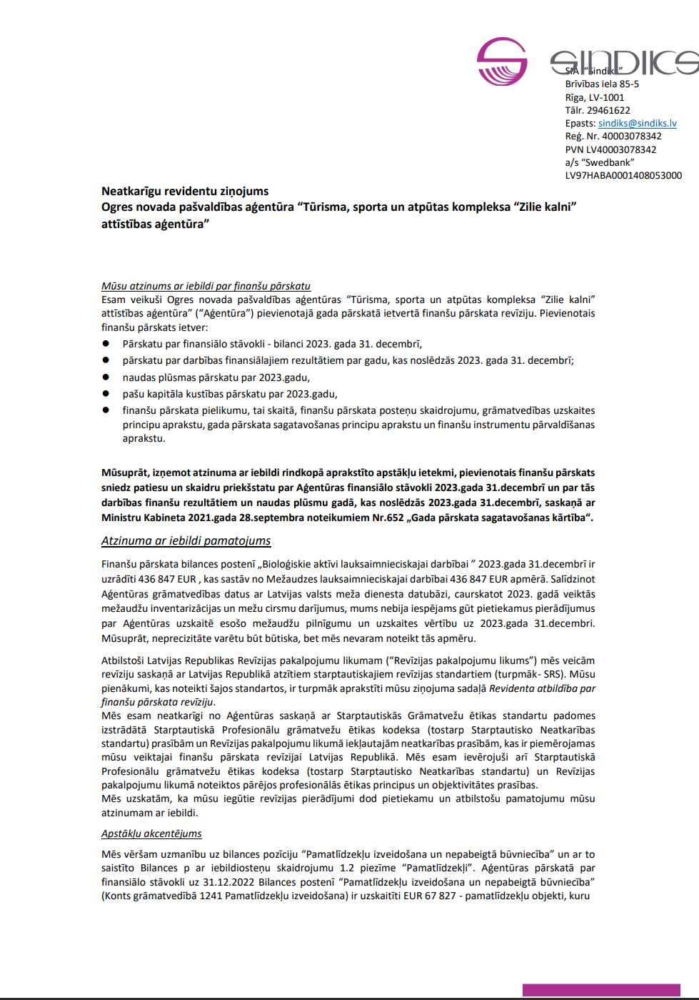 SINDIKS
SIA "Sindiks"
Brīvības iela 85-5
Rīga, LV-1001
Tālr. 29461622
Epasts: sindiks@sindiks.lv
Reģ. Nr. 40003078342
PVN LV40003078342
a/s “Swedbank”
LV97HABA0001408053000
Neatkarīgu revidentu ziņojums
Ogres novada pašvaldības aģentūra “Tūrisma, sporta un atpūtas kompleksa “Zilie kalni”
attīstības aģentūra”
Mūsu atzinums ar iebildi par finanšu pārskatu
Esam veikuši Ogres novada pašvaldības aģentūras “Tūrisma, sporta un atpūtas kompleksa “Zilie kalni”
attīstības aģentūra” (“Aģentūra”) pievienotajā gada pārskatā ietvertā finanšu pārskata revīziju. Pievienotais
finanšu pārskats ietver:
● Pārskatu par finansiālo stāvokli - bilanci 2023. gada 31. decembrī,
● pārskatu par darbības finansiālajiem rezultātiem par gadu, kas noslēdzās 2023. gada 31. decembrī;
● naudas plūsmas pārskatu par 2023.gadu,
● pašu kapitāla kustības pārskatu par 2023.gadu,
● finanšu pārskata pielikumu, tai skaitā, finanšu pārskata posteņu skaidrojumu, grāmatvedības uzskaites
principu aprakstu, gada pārskata sagatavošanas principu aprakstu un finanšu instrumentu pārvaldīšanas
aprakstu.
Mūsuprāt, izņemot atzinuma ar iebildi rindkopā aprakstīto apstākļu ietekmi, pievienotais finanšu pārskats
sniedz patiesu un skaidru priekšstatu par Aģentūras finansiālo stāvokli 2023.gada 31.decembrī un par tās
darbības finanšu rezultātiem un naudas plūsmu gadā, kas noslēdzās 2023.gada 31.decembrī, saskaņā ar
Ministru Kabineta 2021.gada 28.septembra noteikumiem Nr.652 „Gada pārskata sagatavošanas kārtība“.
Atzinuma ar iebildi pamatojums
Finanšu pārskata bilances postenī „Bioloģiskie aktīvi lauksaimnieciskajai darbībai ” 2023.gada 31.decembrī ir
uzrādīti 436 847 EUR , kas sastāv no Mežaudzes lauksaimnieciskajai darbībai 436 847 EUR apmērā. Salīdzinot
Aģentūras grāmatvedības datus ar Latvijas valsts meža dienesta datubāzi, caurskatot 2023. gadā veiktās
mežaudžu inventarizācijas un mežu cirsmu darījumus, mums nebija iespējams gūt pietiekamus pierādījumus
par Aģentūras uzskaitē esošo mežaudžu pilnīgumu un uzskaites vērtību uz 2023.gada 31.decembri.
Mūsuprāt, neprecizitāte varētu būt būtiska, bet mēs nevaram noteikt tās apmēru.
Atbilstoši Latvijas Republikas Revīzijas pakalpojumu likumam (“Revīzijas pakalpojumu likums”) mēs veicām
revīziju saskaņā ar Latvijas Republikā atzītiem starptautiskajiem revīzijas standartiem (turpmāk- SRS). Mūsu
pienākumi, kas noteikti šajos standartos, ir turpmāk aprakstīti mūsu ziņojuma sadaļā Revidenta atbildība par
finanšu pārskata revīziju.
Mēs esam neatkarīgi no Aģentūras saskaņā ar Starptautiskās Grāmatvežu ētikas standartu padomes
izstrādātā Starptautiskā Profesionālu grāmatvežu ētikas kodeksa (tostarp Starptautisko Neatkarības
standartu) prasībām un Revīzijas pakalpojumu likumā iekļautajām neatkarības prasībām, kas ir piemērojamas
mūsu veiktajai finanšu pārskata revīzijai Latvijas Republikā. Mēs esam ievērojuši arī Starptautiskā
Profesionālu grāmatvežu ētikas kodeksa (tostarp Starptautisko Neatkarības standartu) un Revīzijas
pakalpojumu likumā noteiktos pārējos profesionālās ētikas principus un objektivitātes prasības.
Mēs uzskatām, ka mūsu iegūtie revīzijas pierādījumi dod pietiekamu un atbilstošu pamatojumu mūsu
atzinumam ar iebildi.
Apstākļu akcentējums
Mēs vēršam uzmanību uz bilances pozīciju “Pamatlīdzekļu izveidošana un nepabeigtā būvniecība” un ar to
saistīto Bilances p ar iebildiosteņu skaidrojumu 1.2 piezīme “Pamatlīdzekļi”. Aģentūras pārskatā par
finansiālo stāvokli uz 31.12.2022 Bilances postenī “Pamatlīdzekļu izveidošana un nepabeigtā būvniecība”
(Konts grāmatvedībā 1241 Pamatlīdzekļu izveidošana) ir uzskaitīti EUR 67 827 - pamatlīdzekļu objekti, kuru